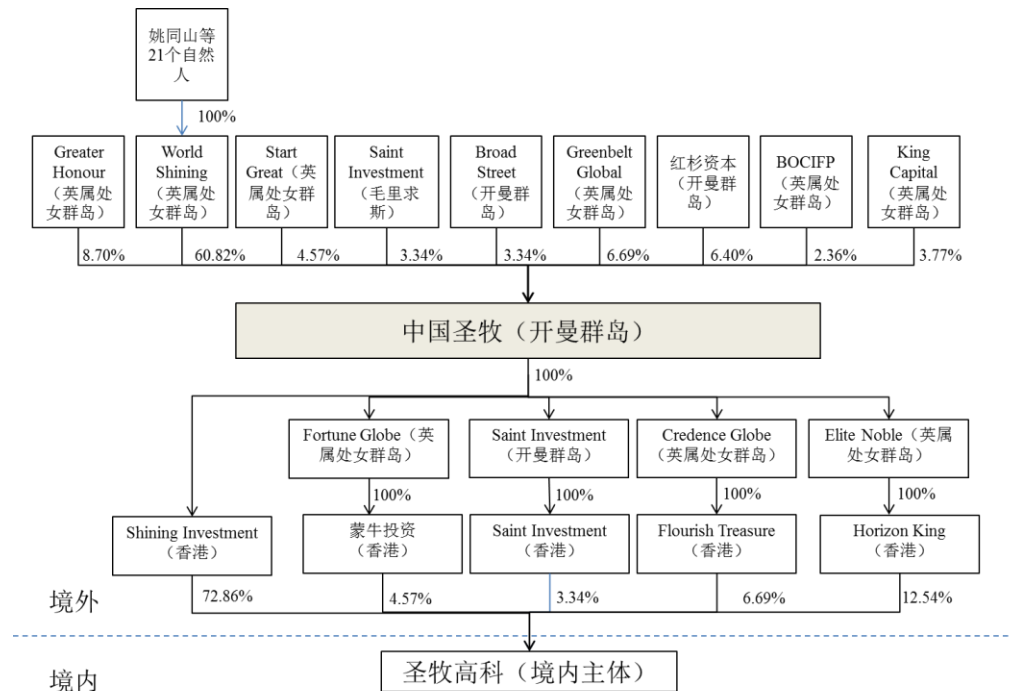 姚同山等
21个自然
人
100%
Greater
Honour
（英属处
女群岛）
World
Shining
（英属处
女群岛）
Start
Great（英
属处女群
岛）
Saint
Investment
（毛里求
斯）
Broad
Street
（开曼群
岛）
Greenbelt
Global
（英属处
女群岛）
红杉资本
（开曼群
岛）
BOCIFP
（英属处
女群岛）
King
Capital
（英属处
女群岛）
8.70%
60.82%
4.57%
3.34%
3.34%
6.69%
6.40%
2.36%
3.77%
中国圣牧（开曼群岛）
100%
Fortune Globe（英
属处女群岛）
Saint Investment
（开曼群岛）
Credence Globe
（英属处女群岛）
Elite Noble（英属
处女群岛）
100%
100%
100%
100%
Shining Investment
（香港）
蒙牛投资
（香港）
Saint Investment
（香港）
Flourish Treasure
（香港）
Horizon King
（香港）
72.86%
4.57%
3.34%
6.69%
12.54%
境外
圣牧高科（境内主体）
境内